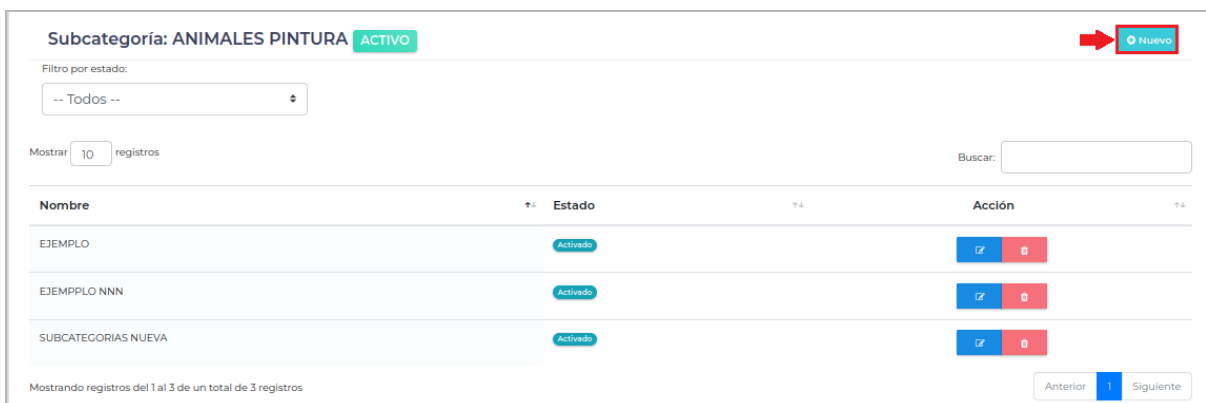 Subcategoría: ANIMALES PINTURA ACTIVO
Nuevo
Filtro por estado:
-- Todos --
Mostrar 10 registros
Buscar:
Nombre Estado Acción
EJEMPLO Activado
EJEMPPLO NNN Activado
SUBCATEGORIAS NUEVA Activado
Mostrando registros del 1 al 3 de un total de 3 registros
Anterior 1 Siguiente